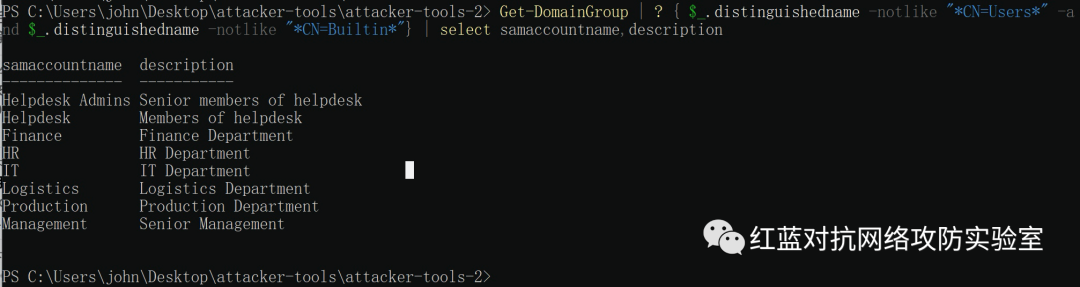 PS C:\Users\john\Desktop\attacker-tools\attacker-tools-2> Get-DomainGroup | ? { $_.distinguishedname -notlike "*CN=Users*" -a
nd $_.distinguishedname -notlike "*CN=Builtin*"} | select samaccountname,description
samaccountname description
-------------- -----------
Helpdesk Admins Senior members of helpdesk
Helpdesk Members of helpdesk
Finance Finance Department
HR HR Department
IT IT Department
Logistics Logistics Department
Production Production Department
Management Senior Management
红蓝对抗网络攻防实验室
PS C:\Users\john\Desktop\attacker-tools\attacker-tools-2>